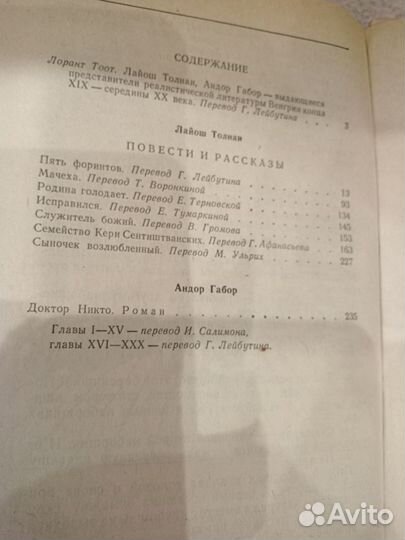 СОДЕРЖАНИЕ
Лорант Тоот. Лайош Толнаи, Андор Габор — выдающиеся
представители реалистической литературы Венгрии конца
XIX — середины XX века. Перевод Г. Лейбутина . . . 3
Лайош Толнаи
ПОВЕСТИ И РАССКАЗЫ
Пять форинтов. Перевод Г. Лейбутина . . . . . . . 13
Мачеха. Перевод Т. Воронкиной . . . . . . . 93
Родина голодает. Перевод Е. Терновской . . . . . . 134
Исправился. Перевод Е. Тумаркиной . . . . . . 145
Служитель божий. Перевод В. Громова . . . . . . 153
Семейство Кери Сентиштванских. Перевод Г. Афанасьева . . 163
Сыночек возлюбленный. Перевод М. Ульрих . . . . 227
Андор Габор
Доктор Никто. Роман . . . . . . . . . . 235
Главы I—XV — перевод И. Салимона,
главы XVI—XXX — перевод Г. Лейбутина.
Avito